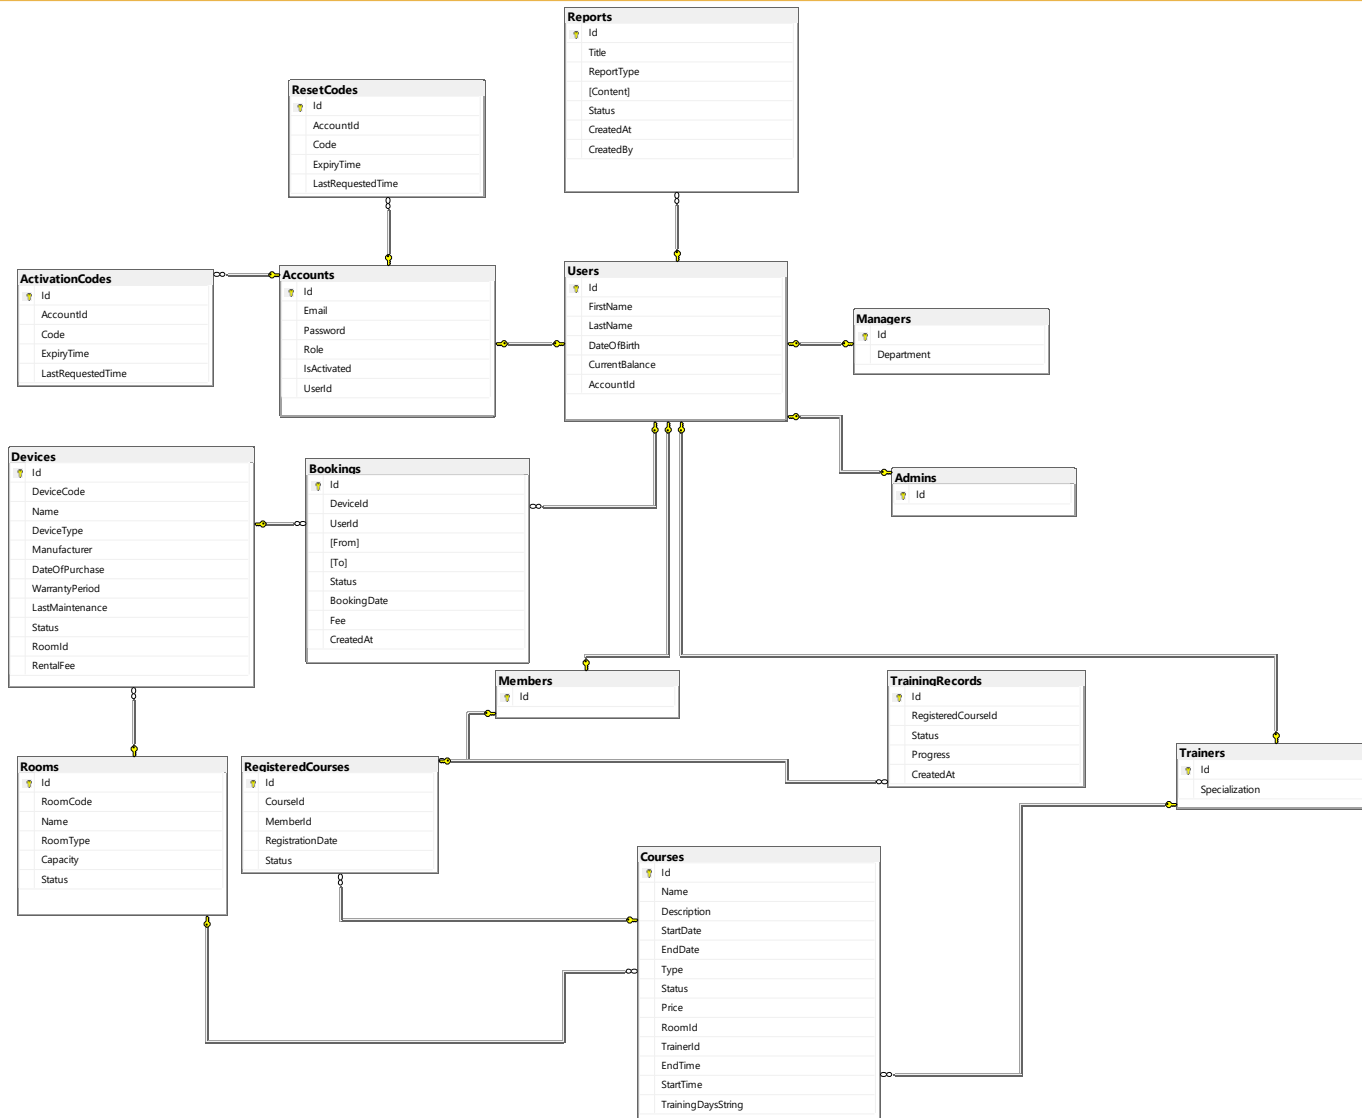 Reports
Id
Title
ReportType
[Content]
Status
CreatedAt
CreatedBy
ResetCodes
Id
AccountId
Code
ExpiryTime
LastRequestedTime
ActivationCodes
Id
AccountId
Code
ExpiryTime
LastRequestedTime
Accounts
Id
Email
Password
Role
IsActivated
UserId
Users
Id
FirstName
LastName
DateOfBirth
CurrentBalance
AccountId
Managers
Id
Department
Admins
Id
Devices
Id
DeviceCode
Name
DeviceType
Manufacturer
DateOfPurchase
WarrantyPeriod
LastMaintenance
Status
RoomId
RentalFee
Bookings
Id
DeviceId
UserId
[From]
[To]
Status
BookingDate
Fee
CreatedAt
Members
Id
TrainingRecords
Id
RegisteredCourseId
Status
Progress
CreatedAt
Trainers
Id
Specialization
Rooms
Id
RoomCode
Name
RoomType
Capacity
Status
RegisteredCourses
Id
CourseId
MemberId
RegistrationDate
Status
Courses
Id
Name
Description
StartDate
EndDate
Type
Status
Price
RoomId
TrainerId
EndTime
StartTime
TrainingDaysString